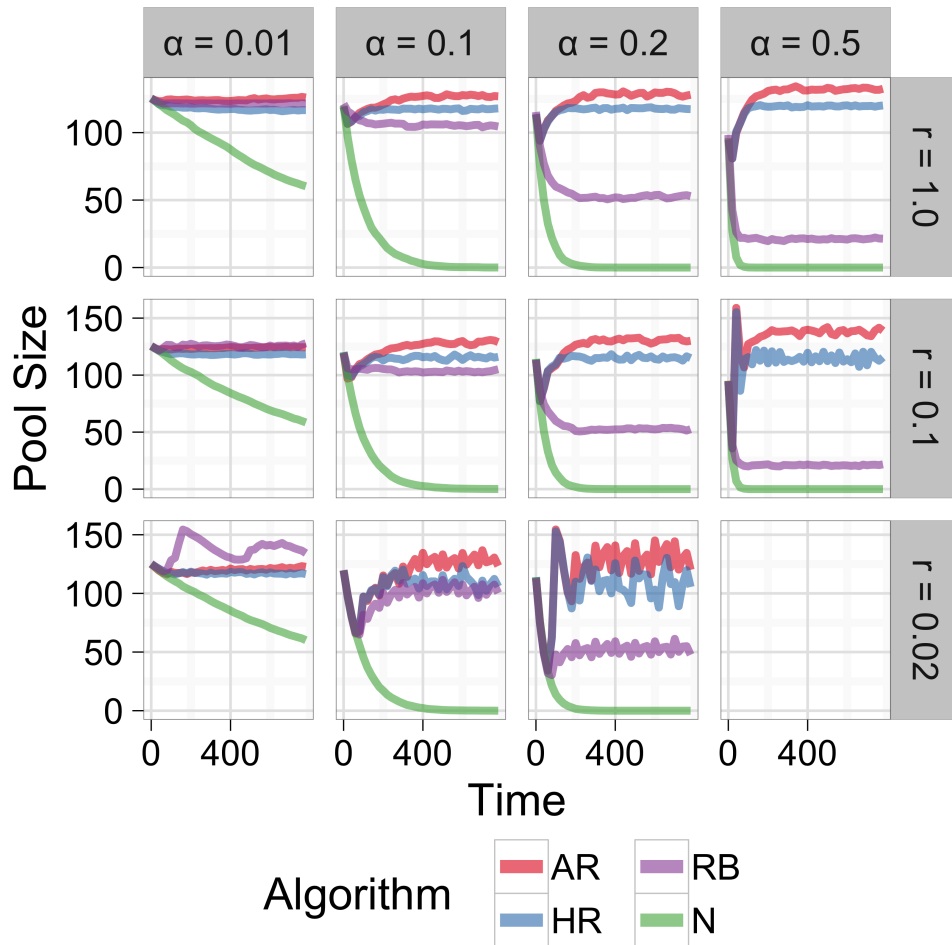 α = 0.01 α = 0.1 α = 0.2 α = 0.5
100
50
0
r = 1.0
150
100
50
0
r = 0.1
150
100
50
0
r = 0.02
Pool Size
0 400 0 400 0 400 0 400
Time
Algorithm
AR RB
HR N